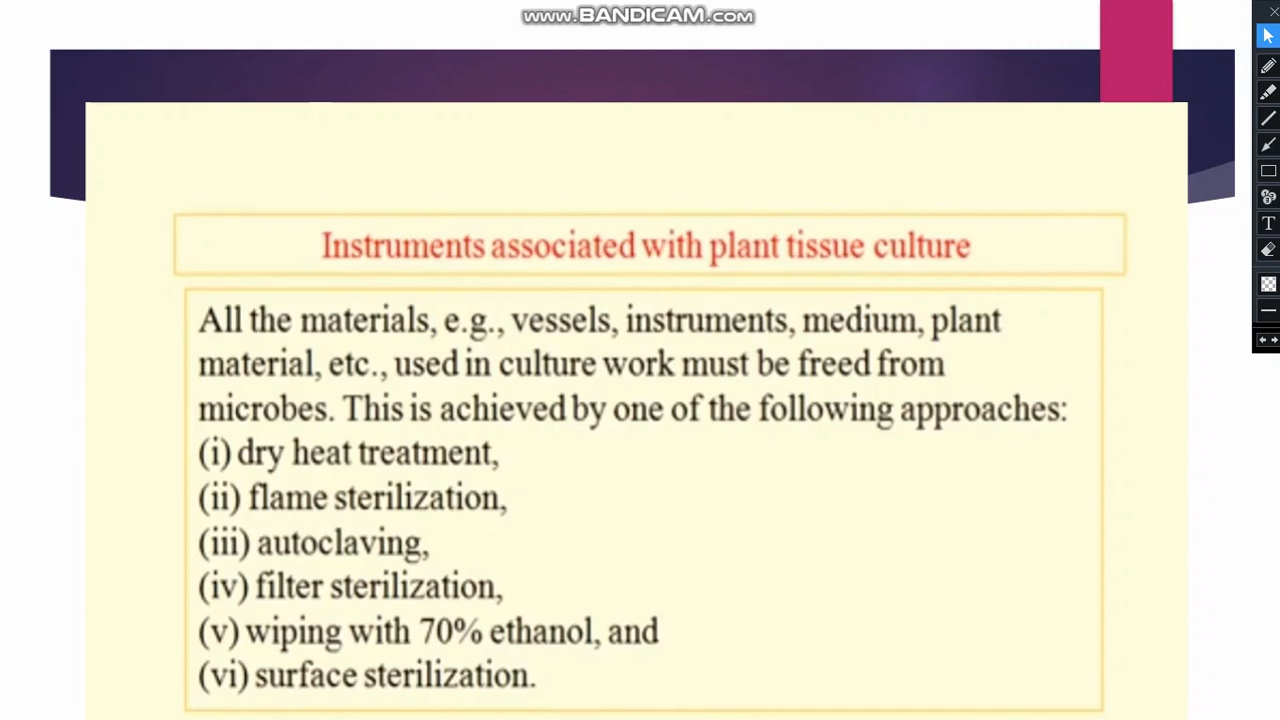 www.BANDICAM.com
Instruments associated with plant tissue culture
All the materials, e.g., vessels, instruments, medium, plant
material, etc., used in culture work must be freed from
microbes. This is achieved by one of the following approaches:
(i) dry heat treatment,
(ii) flame sterilization,
(iii) autoclaving,
(iv) filter sterilization,
(v) wiping with 70% ethanol, and
(vi) surface sterilization.